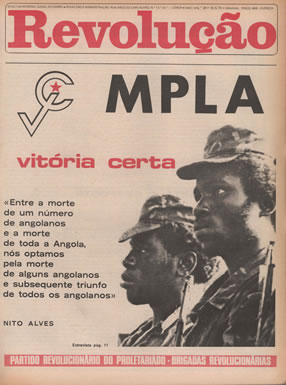 Revolução
MPLA
vitória certa
«Entre a morte
de um número
de angolanos
e a morte
de toda a Angola,
nós optamos
pela morte
de alguns angolanos
e subsequente triunfo
de todos os angolanos»
NITO ALVES
Entrevista pág. 11
PARTIDO REVOLUCIONÁRIO DO PROLETARIADO - BRIGADAS REVOLUCIONÁRIAS